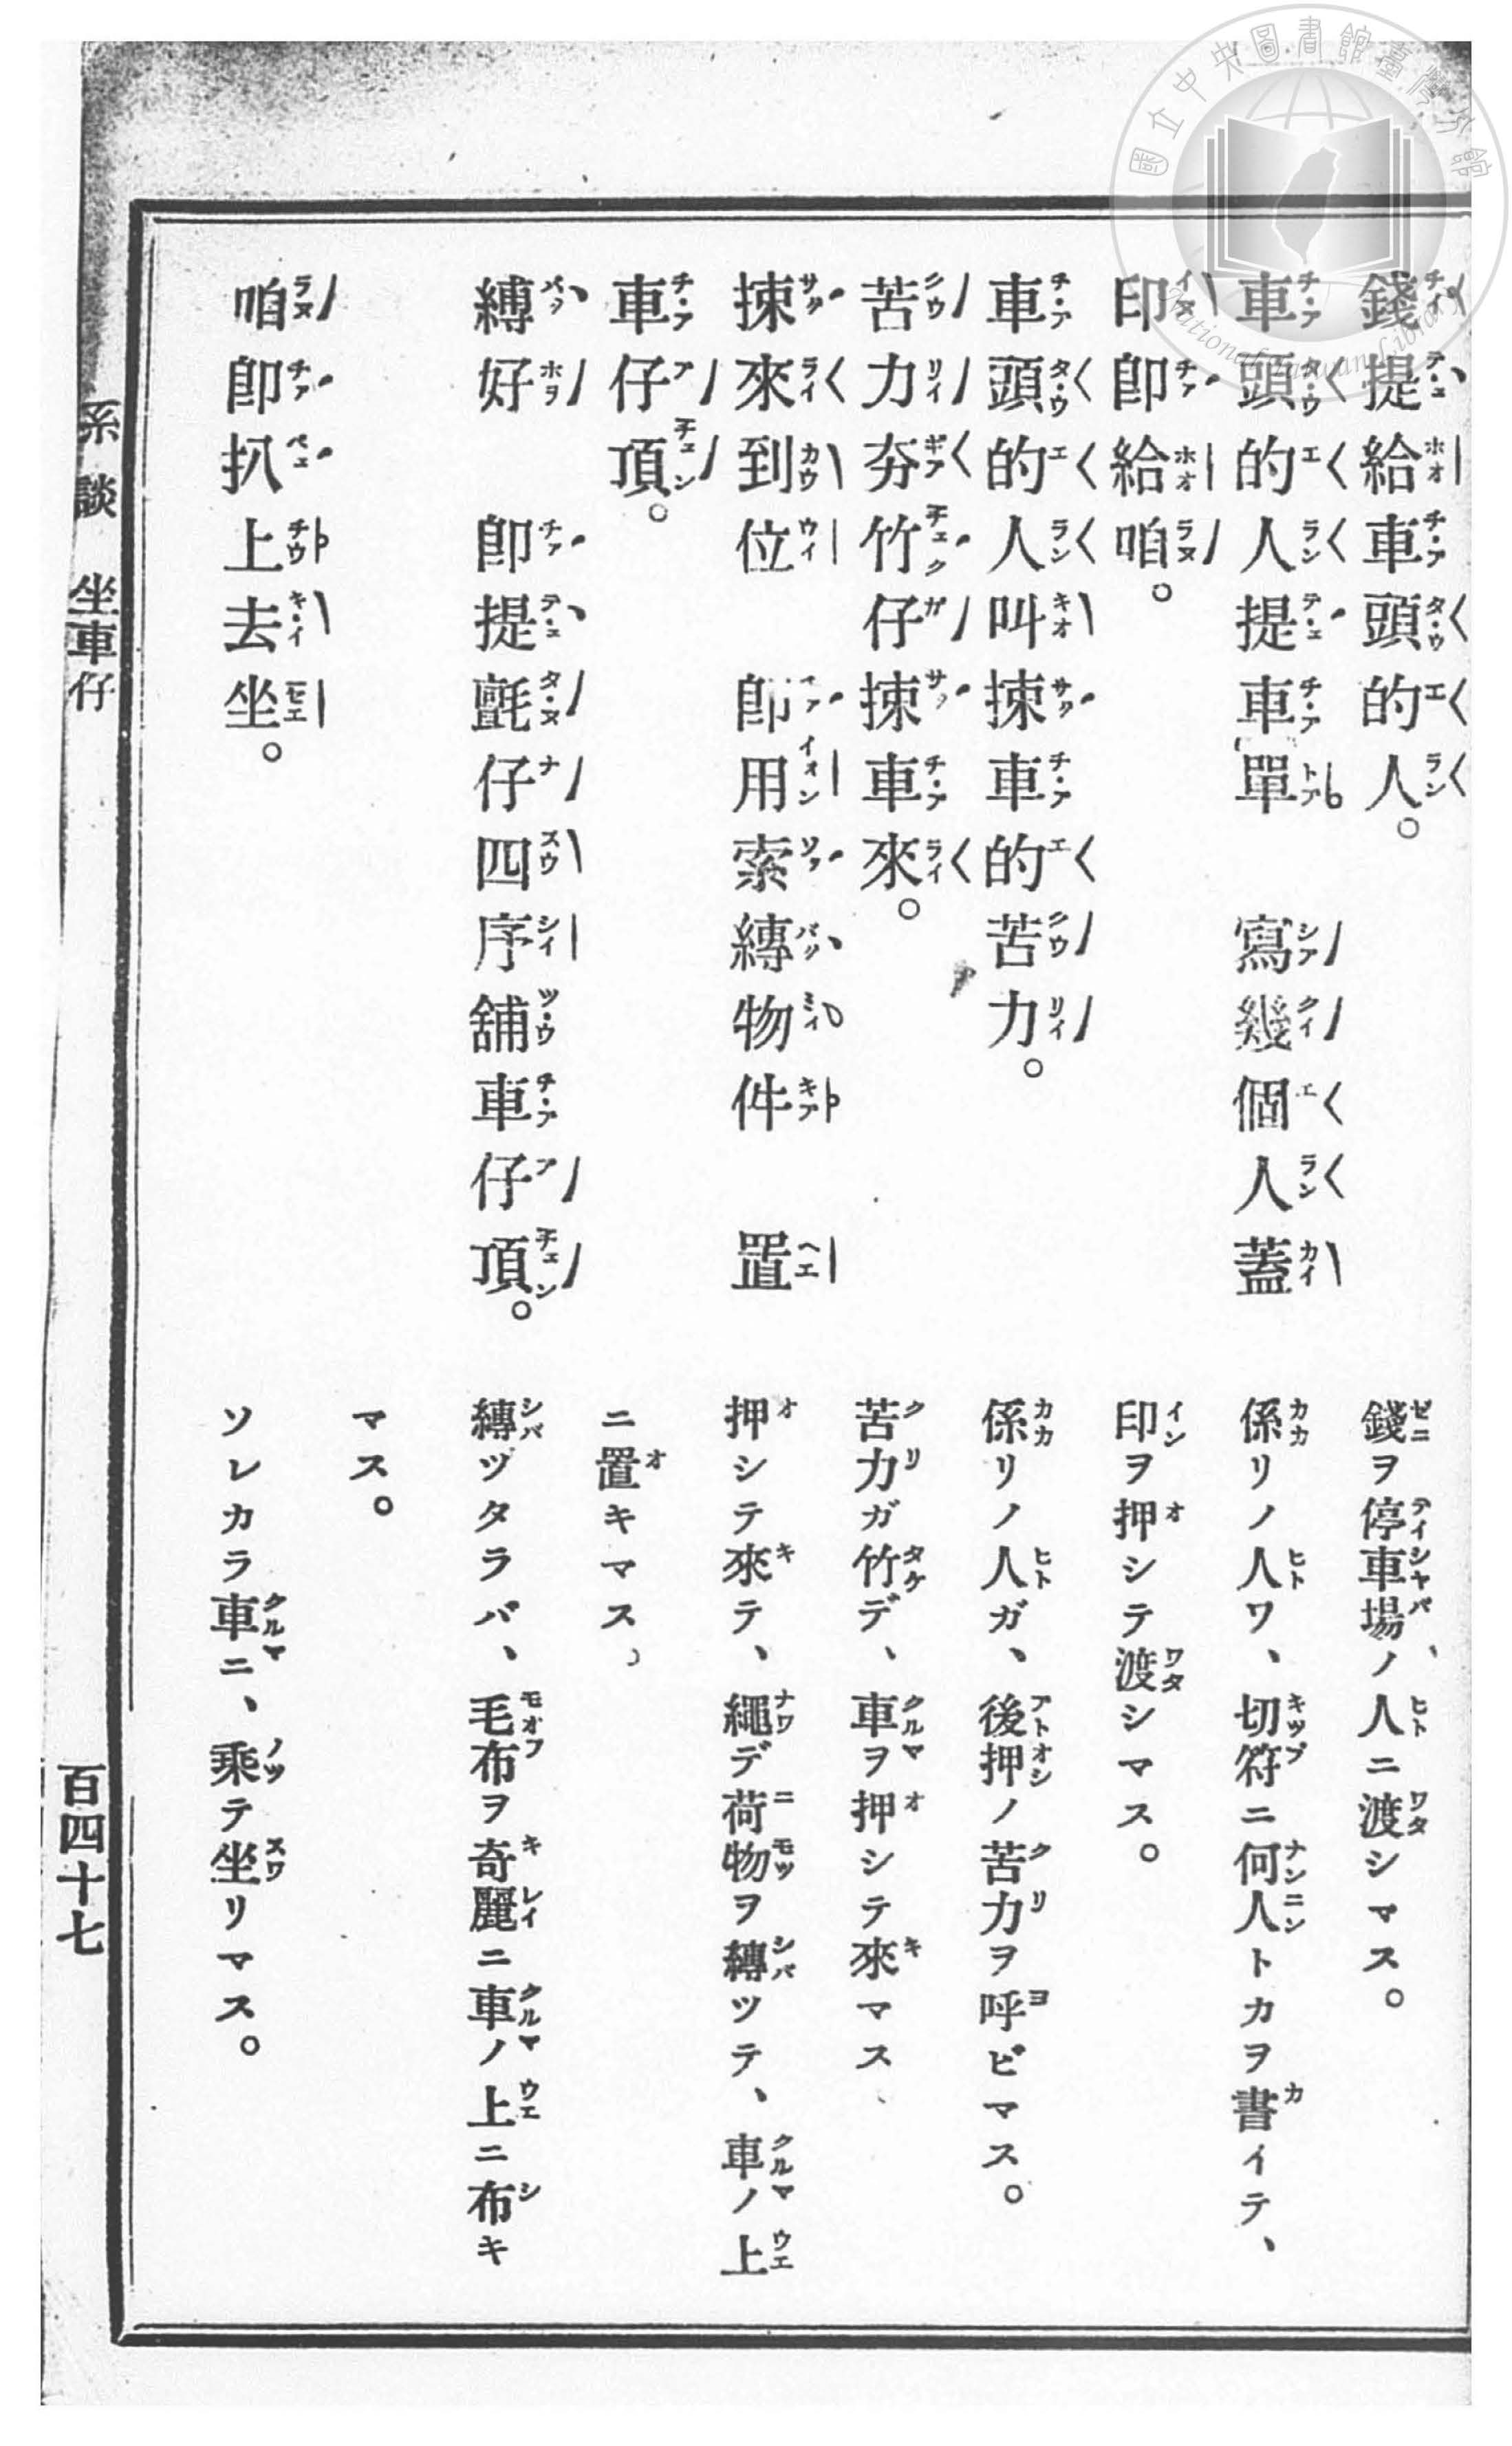 錢提給車頭的人。
車頭的人提車單　寫幾個人蓋
印卽給咱。
車頭的人叫揀車的苦力。
苦力夯竹仔揀車來。
揀來到位　卽用索縛物件　置
車仔頂。
縛好　卽提氈仔四序舖車仔頂。
咱卽扒上去坐。
錢ヲ停車場ノ人ニ渡シマス。
係リノ人ワ、切符ニ何人トカヲ書イテ、
印ヲ押シテ渡シマス。
係リノ人ガ、後押ノ苦力ヲ呼ビマス。
苦力ガ竹デ、車ヲ押シテ來マス
押シテ來テ、繩デ荷物ヲ縛ツテ、車ノ上
ニ置キマス、
縛ツタラバ、毛布ヲ奇麗ニ車ノ上ニ布キ
マス。
ソレカラ車ニ、乘テ坐リマス。
談　坐車仔
百四十七
國立中央圖書館臺灣分館
National Taiwan Library